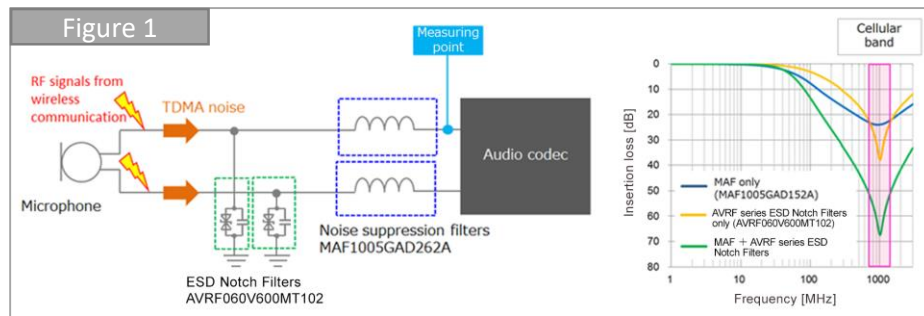 Figure 1
Measuring
point
RF signals from
wireless
communication
TDMA noise
Audio codec
Microphone
Noise suppression filters
MAF1005GAD262A
ESD Notch Filters
AVRF060V600MT102
Cellular
band
Insertion loss [dB]
0
10
20
30
40
50
60
70
80
MAF only
(MAF1005GAD152A)
AVRF series ESD Notch Filters
only (AVRF060V600MT102)
MAF + AVRF series ESD
Notch Filters
1 10 100 1000
Frequency [MHz]